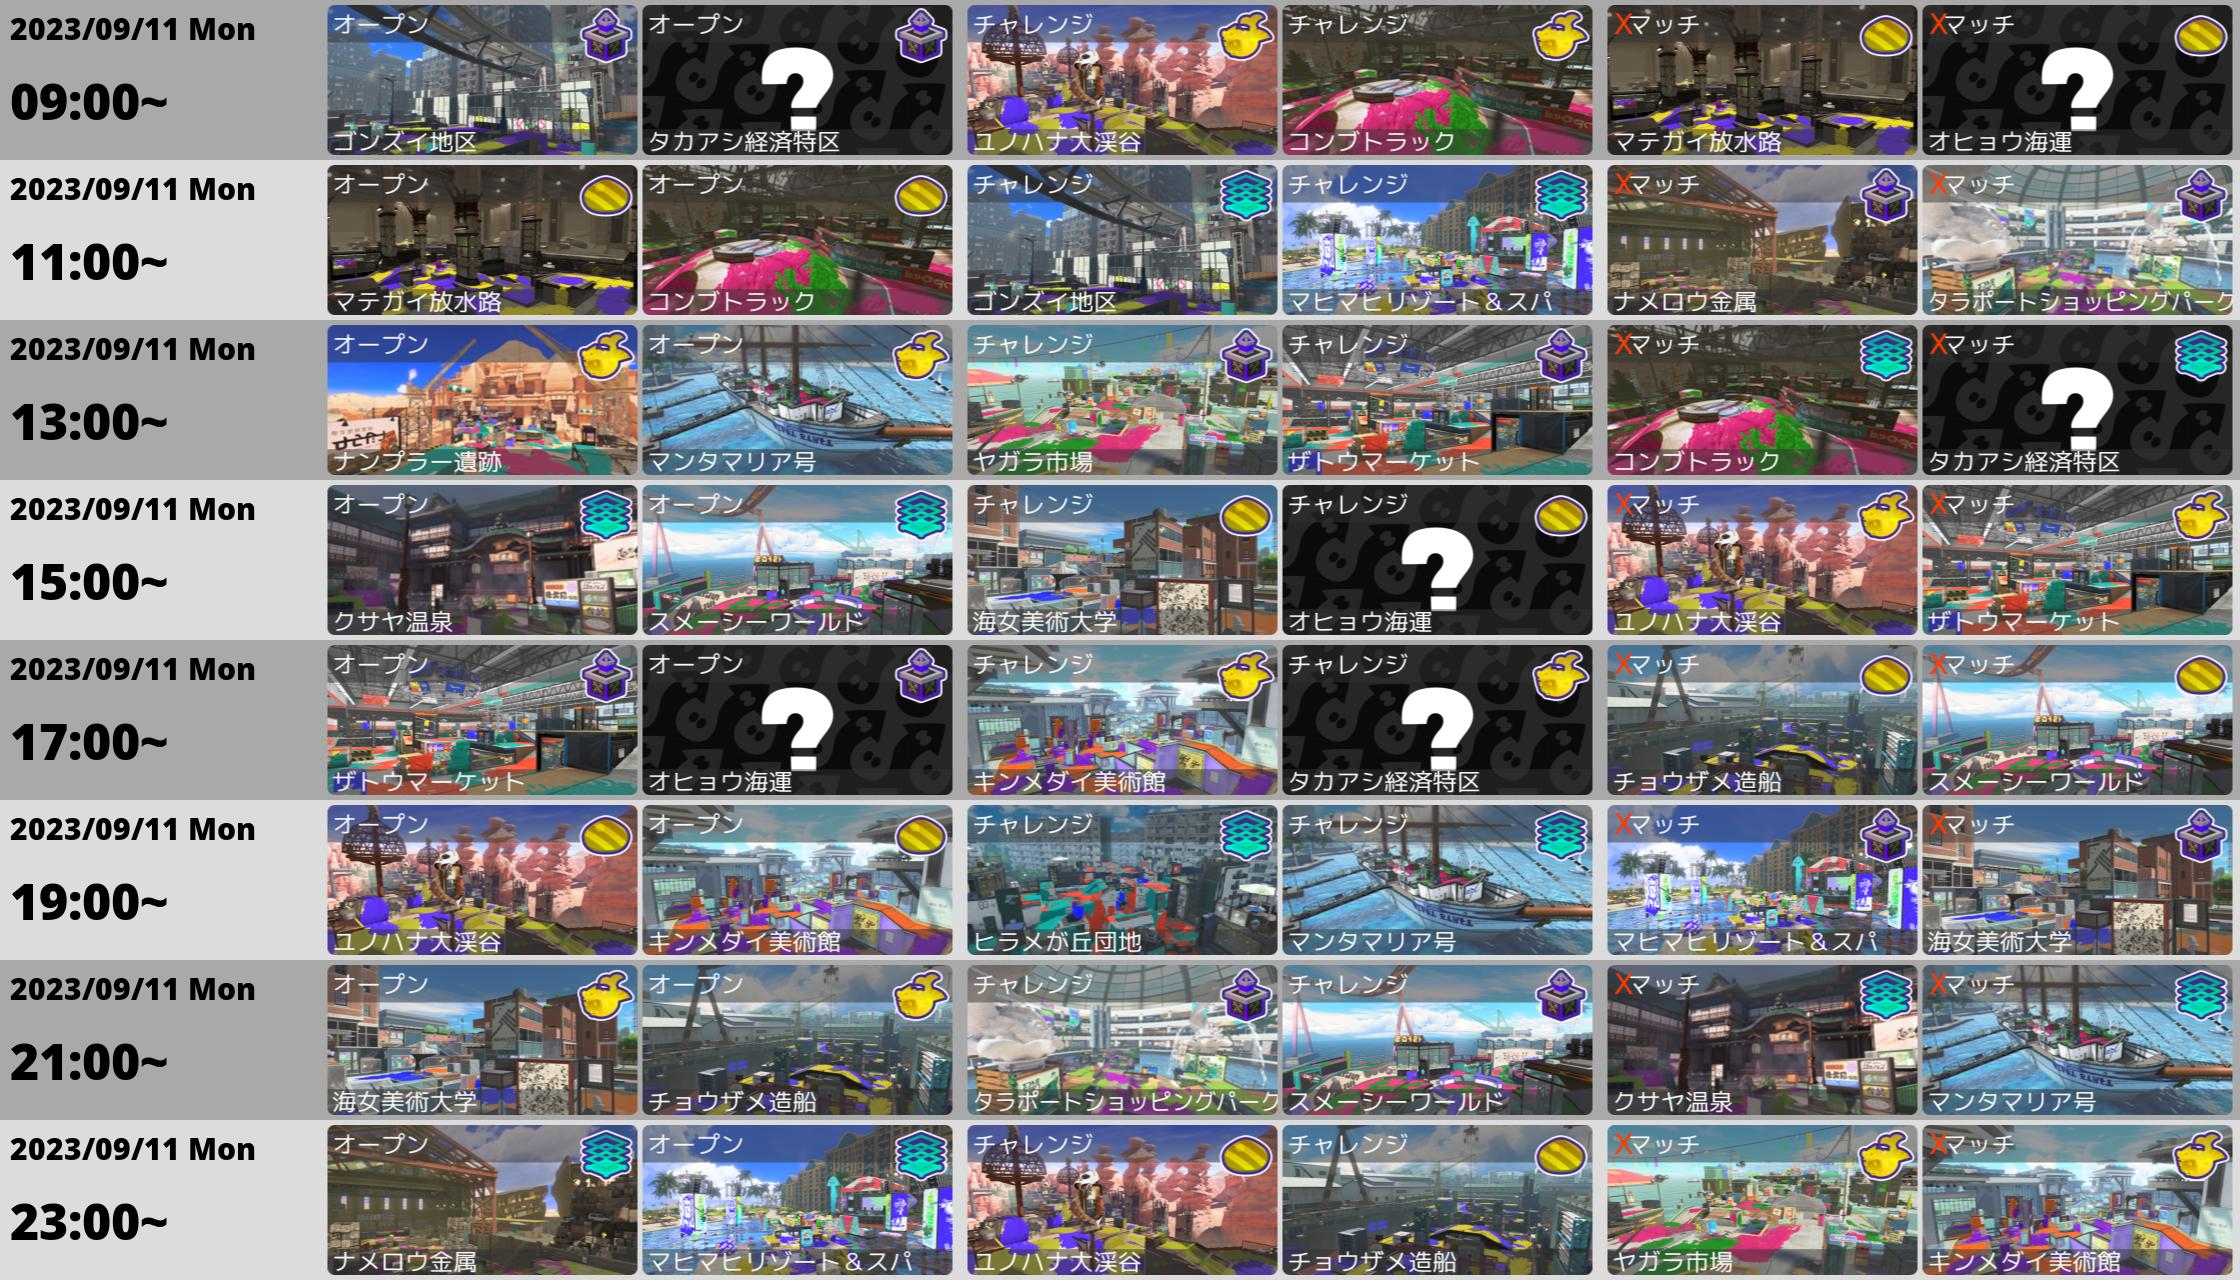 2023/09/11 Mon
09:00~
オープン
ゴンズイ地区
オープン
タカアシ経済特区
チャレンジ
ユノハナ大渓谷
チャレンジ
コンブトラック
Xマッチ
マテガイ放水路
Xマッチ
オヒョウ海運
2023/09/11 Mon
11:00~
オープン
マテガイ放水路
オープン
コンブトラック
チャレンジ
ゴンズイ地区
チャレンジ
マヒマヒリゾート＆スパ
Xマッチ
ナメロウ金属
Xマッチ
タラポートショッピングパーク
2023/09/11 Mon
13:00~
オープン
ナンプラー遺跡
オープン
マンタマリア号
チャレンジ
ヤガラ市場
チャレンジ
ザトウマーケット
Xマッチ
コンブトラック
Xマッチ
タカアシ経済特区
2023/09/11 Mon
15:00~
オープン
クサヤ温泉
オープン
スメーシーワールド
チャレンジ
海女美術大学
チャレンジ
オヒョウ海運
Xマッチ
ユノハナ大渓谷
Xマッチ
ザトウマーケット
2023/09/11 Mon
17:00~
オープン
ザトウマーケット
オープン
オヒョウ海運
チャレンジ
キンメダイ美術館
チャレンジ
タカアシ経済特区
Xマッチ
チョウザメ造船
Xマッチ
スメーシーワールド
2023/09/11 Mon
19:00~
オープン
ユノハナ大渓谷
オープン
キンメダイ美術館
チャレンジ
ヒラメが丘団地
チャレンジ
マンタマリア号
Xマッチ
マヒマヒリゾート＆スパ
Xマッチ
海女美術大学
2023/09/11 Mon
21:00~
オープン
海女美術大学
オープン
チョウザメ造船
チャレンジ
タラポートショッピングパーク
チャレンジ
スメーシーワールド
Xマッチ
クサヤ温泉
Xマッチ
マンタマリア号
2023/09/11 Mon
23:00~
オープン
ナメロウ金属
オープン
マヒマヒリゾート＆スパ
チャレンジ
ユノハナ大渓谷
チャレンジ
チョウザメ造船
Xマッチ
ヤガラ市場
Xマッチ
キンメダイ美術館